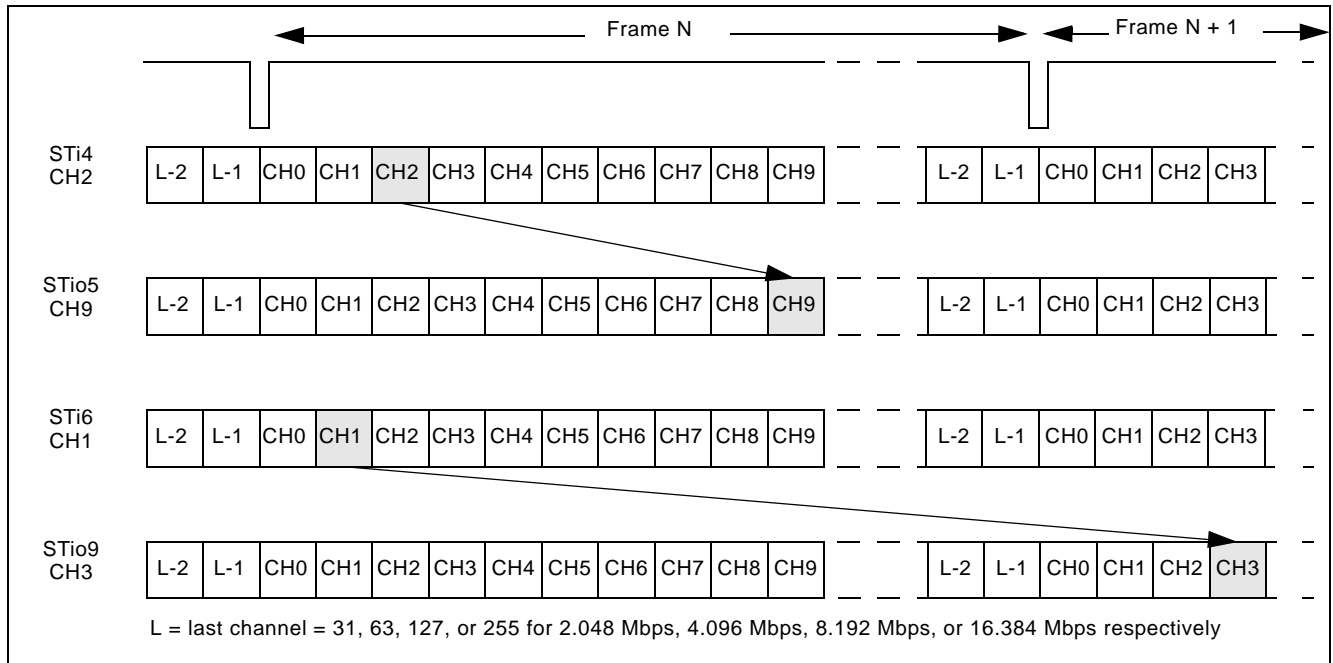 Frame N Frame N + 1
STi4
CH2
L-2 L-1 CH0 CH1 CH2 CH3 CH4 CH5 CH6 CH7 CH8 CH9 L-2 L-1 CH0 CH1 CH2 CH3
STio5
CH9
L-2 L-1 CH0 CH1 CH2 CH3 CH4 CH5 CH6 CH7 CH8 CH9 L-2 L-1 CH0 CH1 CH2 CH3
STi6
CH1
L-2 L-1 CH0 CH1 CH2 CH3 CH4 CH5 CH6 CH7 CH8 CH9 L-2 L-1 CH0 CH1 CH2 CH3
STio9
CH3
L-2 L-1 CH0 CH1 CH2 CH3 CH4 CH5 CH6 CH7 CH8 CH9 L-2 L-1 CH0 CH1 CH2 CH3
L = last channel = 31, 63, 127, or 255 for 2.048 Mbps, 4.096 Mbps, 8.192 Mbps, or 16.384 Mbps respectively